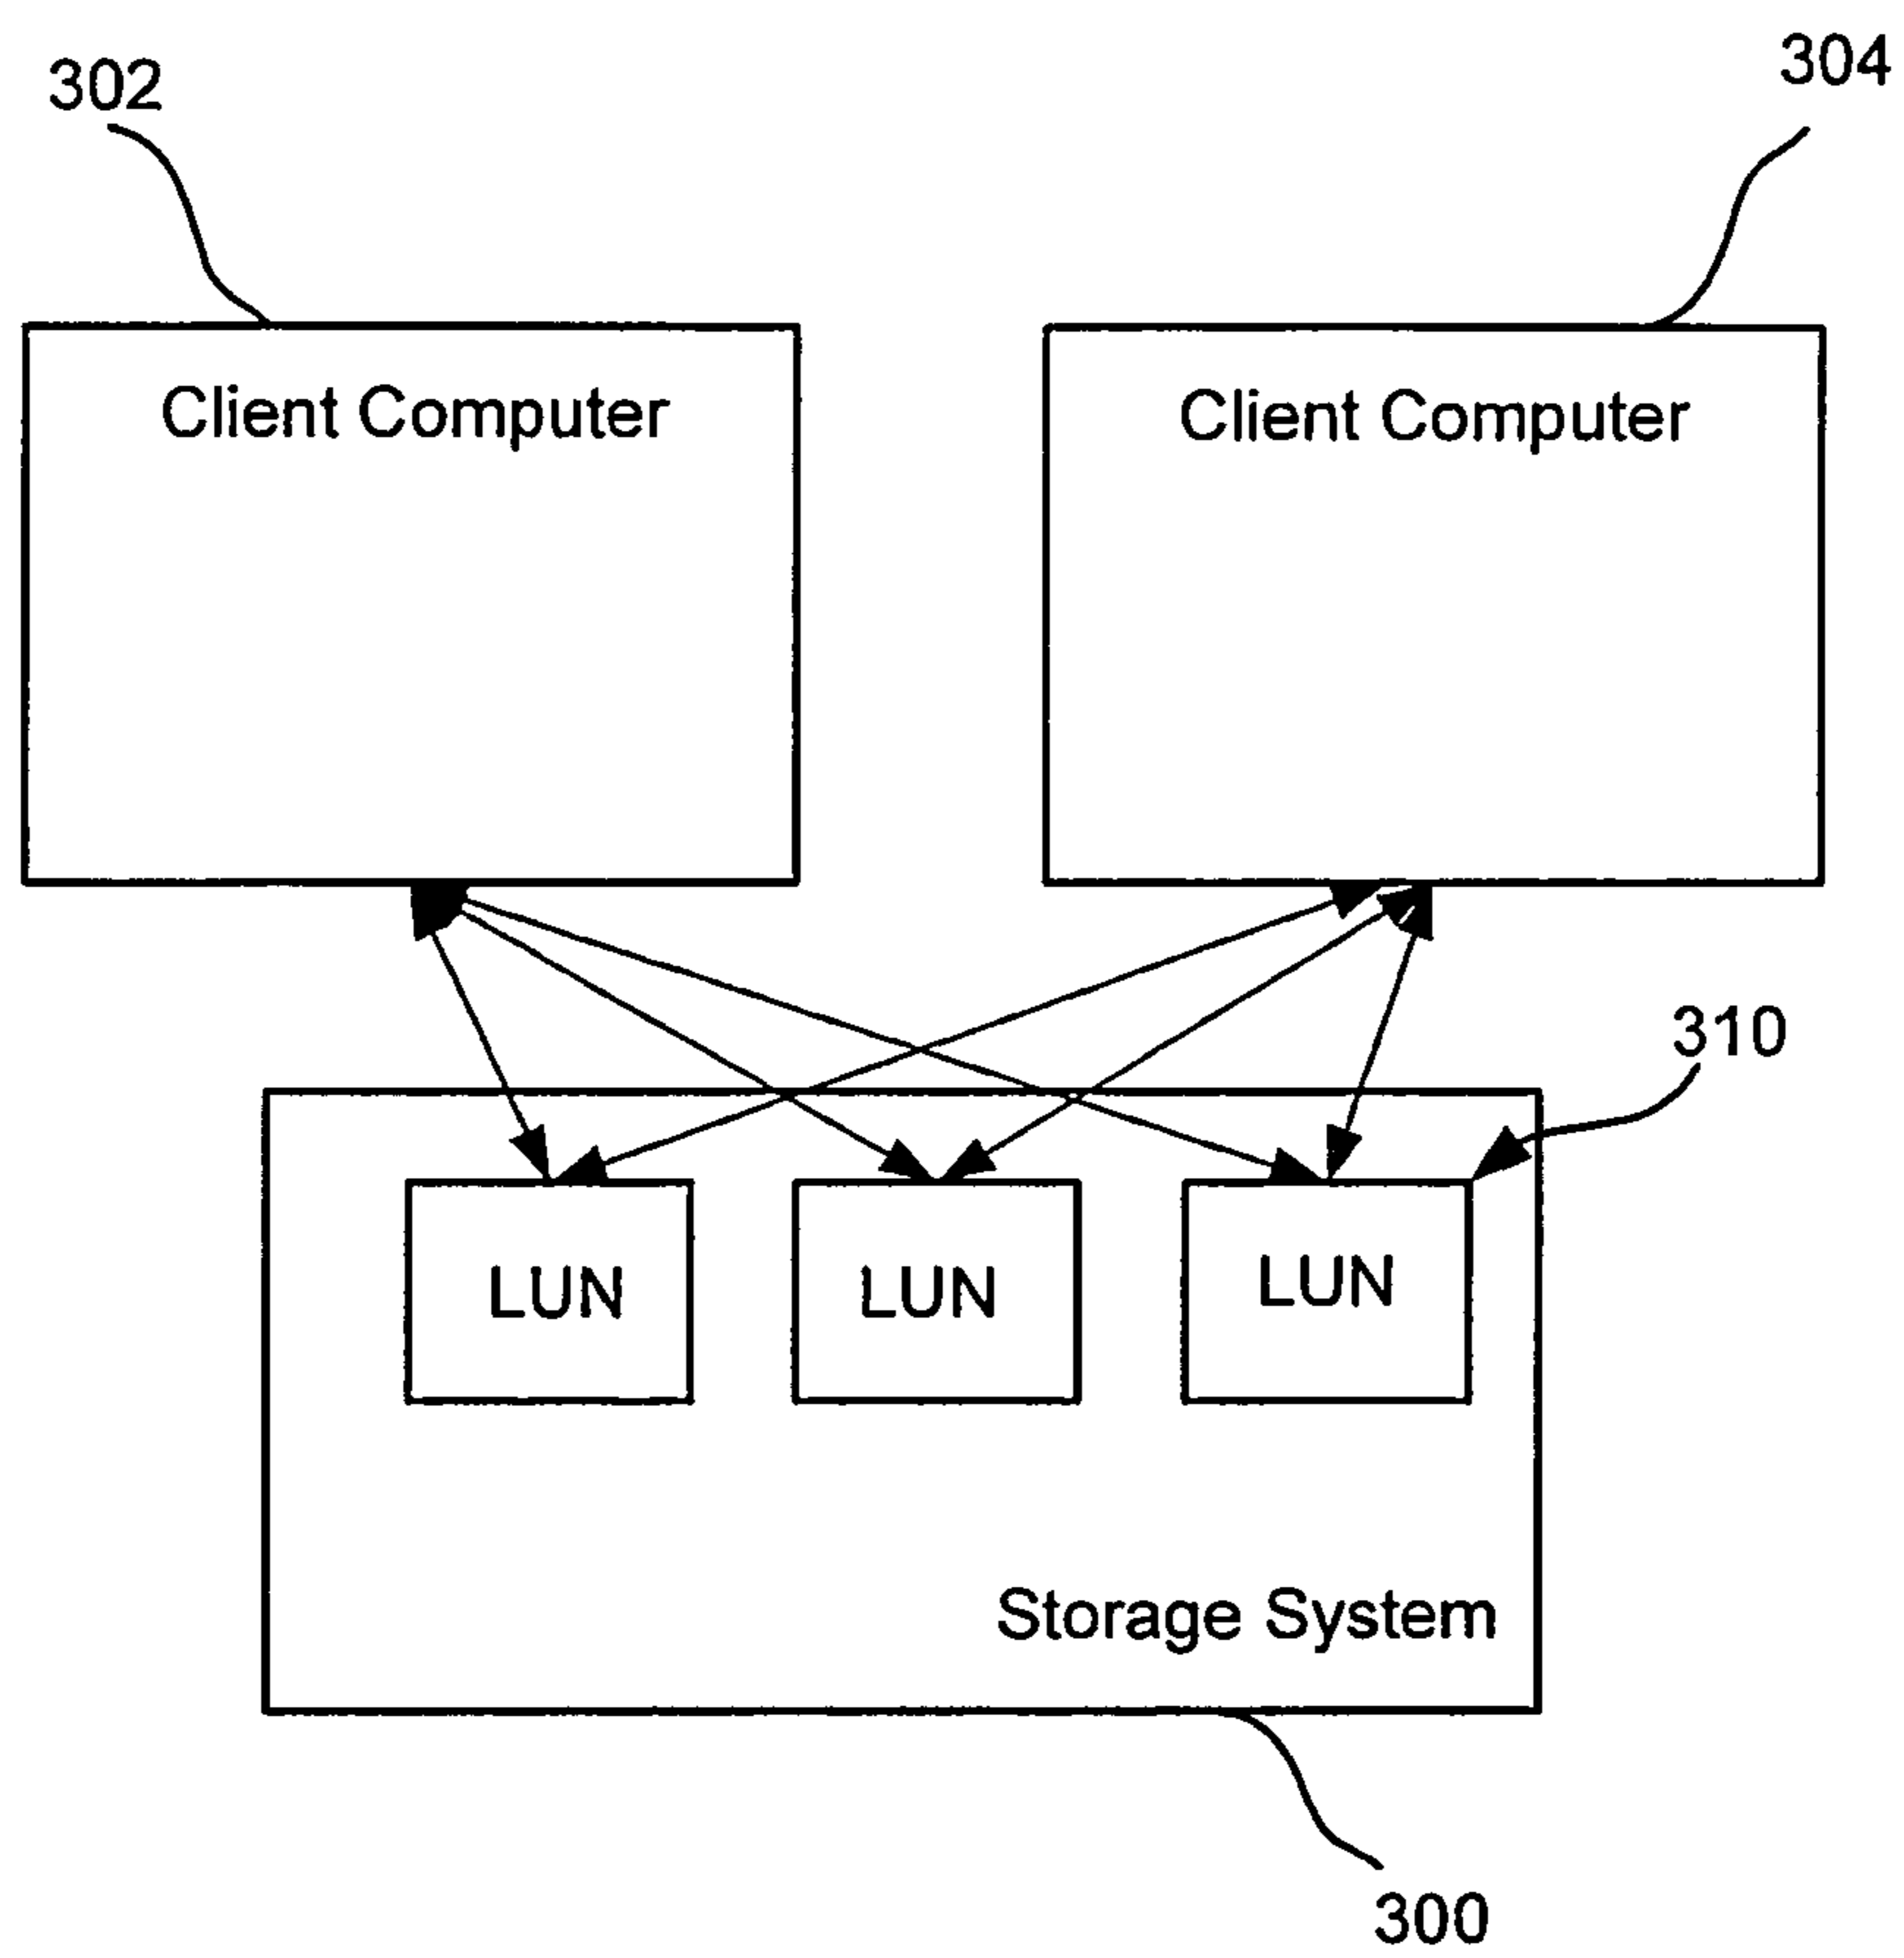 302
304
Client Computer
Client Computer
310
LUN
LUN
LUN
Storage System
300